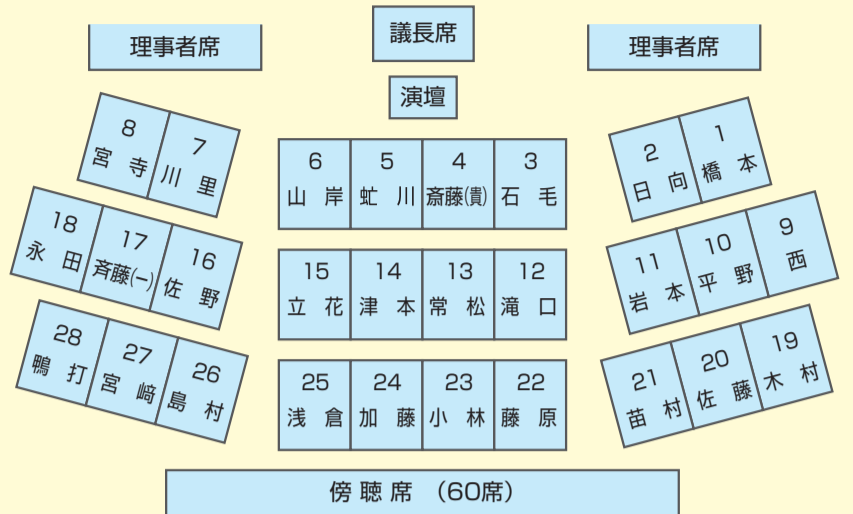 議長席
理事者席
理事者席
演壇
8
宮寺
7
川里
6
山岸
5
虻川
4
斎藤(貴)
3
石毛
2
日向
1
橋本
18
永田
17
斉藤(一)
16
佐野
15
立花
14
津本
13
常松
12
滝口
11
岩本
10
平野
9
西
28
鴨打
27
宮﨑
26
島村
25
浅倉
24
加藤
23
小林
22
藤原
21
苗村
20
佐藤
19
木村
傍聴席 (60席)